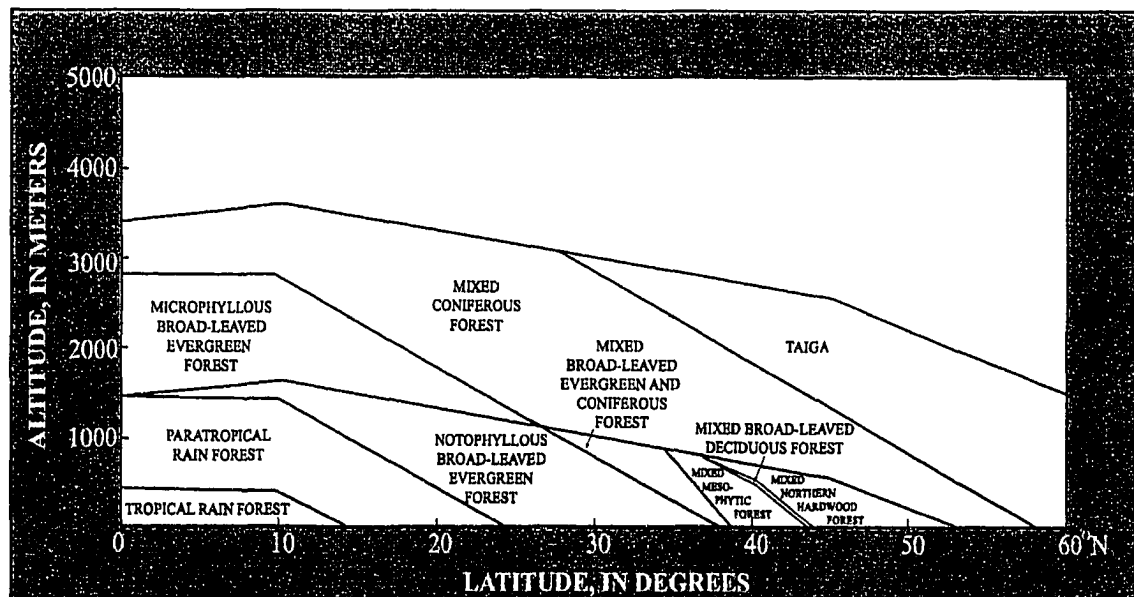 5000
4000
3000
2000
1000
ALTITUDE, IN METERS
MIXED
CONIFEROUS
FOREST
MICROPHYLLOUS
BROAD-LEAVED
EVERGREEN
FOREST
MIXED
BROAD-LEAVED
EVERGREEN AND
CONIFEROUS
FOREST
TAIGA
MIXED BROAD-LEAVED
DECIDUOUS FOREST
PARATROPICAL
RAIN FOREST
NOTOPHYLLOUS
BROAD-LEAVED
EVERGREEN
FOREST
MIXED
MESO-
PHYTIC
FOREST
MIXED
NORTHERN
HARDWOOD
FOREST
TROPICAL RAIN FOREST
0 10 20 30 40 50 60°N
LATITUDE, IN DEGREES